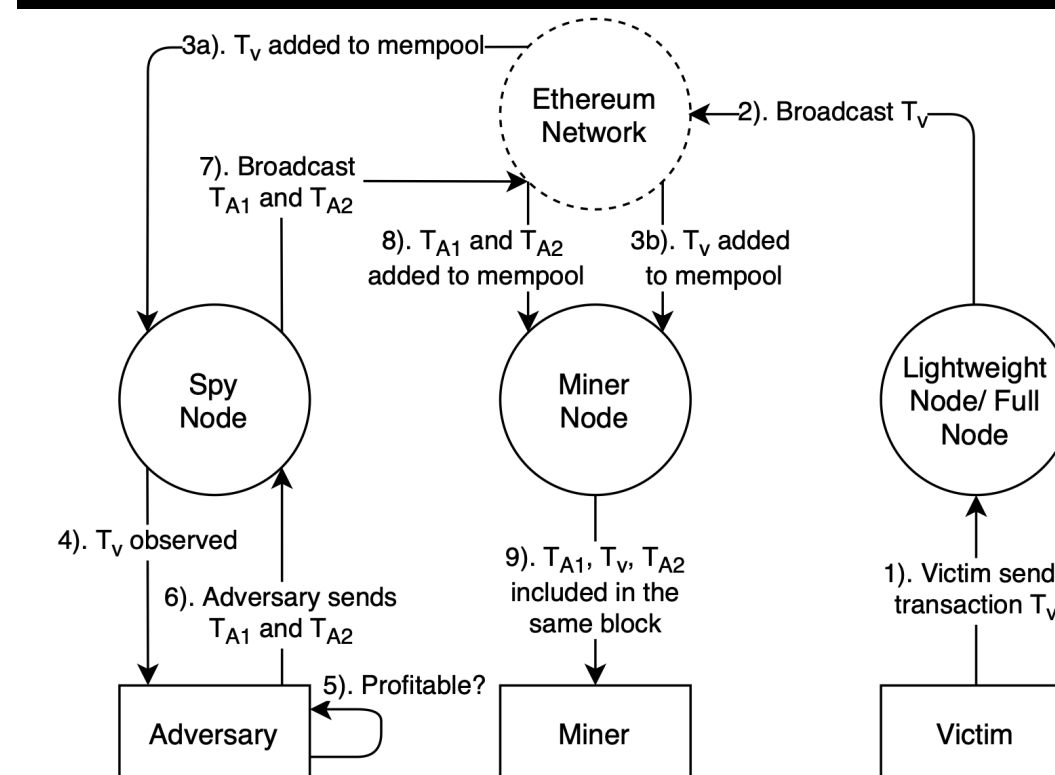 3a). Tv added to mempool
Ethereum
Network
2). Broadcast Tv
7). Broadcast
TA1 and TA2
8). TA1 and TA2
added to mempool
3b). Tv added
to mempool
Spy
Node
Miner
Node
Lightweight
Node/ Full
Node
4). Tv observed
6). Adversary sends
TA1 and TA2
5). Profitable?
9). TA1, Tv, TA2
included in the
same block
1). Victim send
transaction Tv
Adversary
Miner
Victim